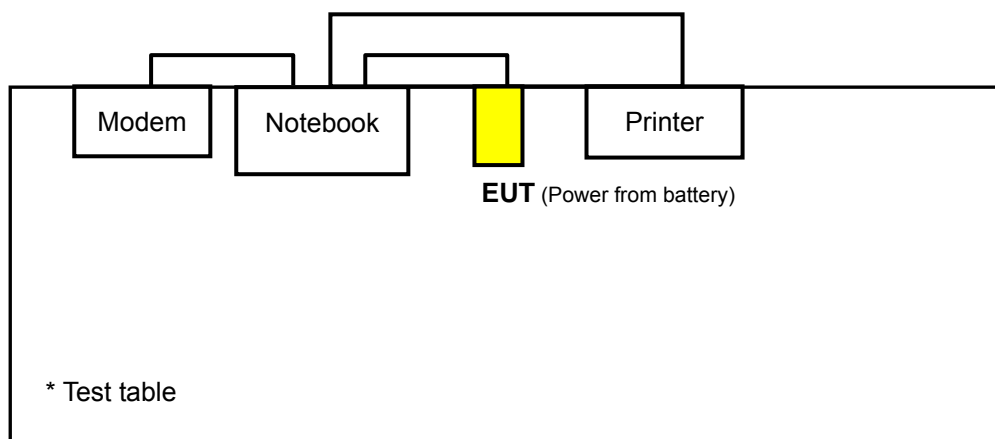 Modem
Notebook
Printer
EUT (Power from battery)
* Test table